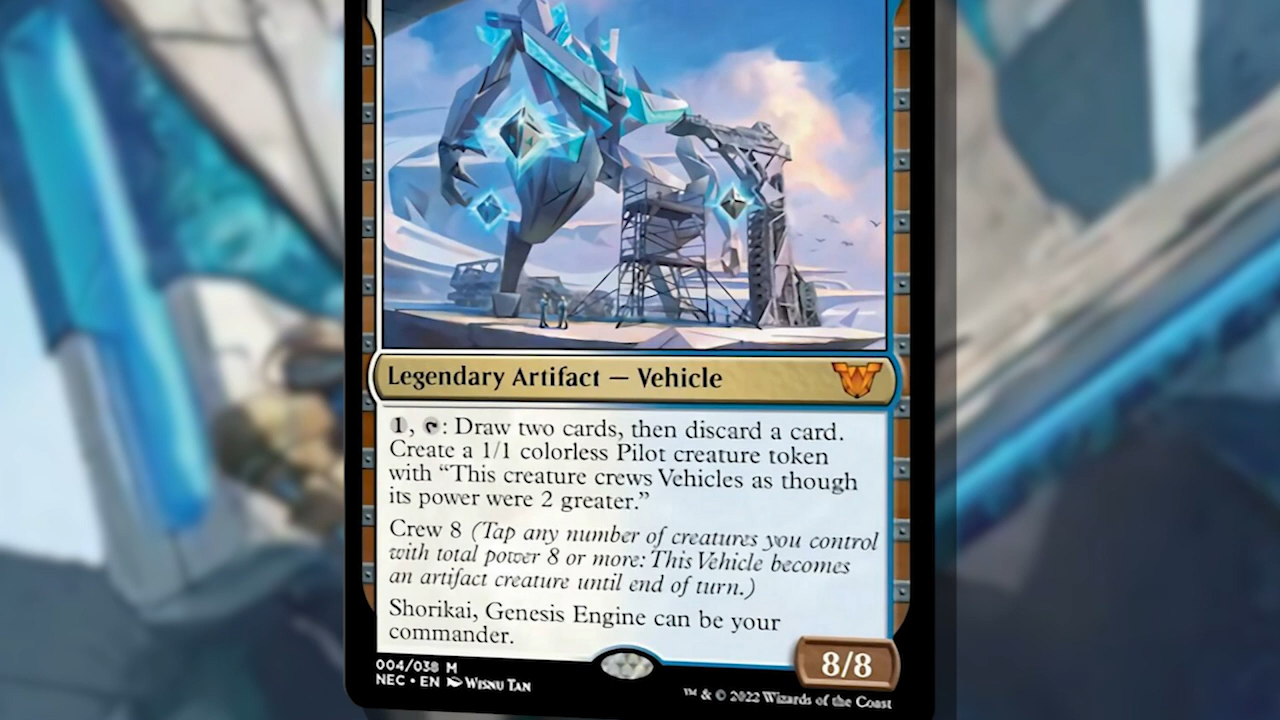 Legendary Artifact — Vehicle
1, T: Draw two cards, then discard a card.
Create a 1/1 colorless Pilot creature token
with “This creature crews Vehicles as though
its power were 2 greater.”
Crew 8 (Tap any number of creatures you control
with total power 8 or more: This Vehicle becomes
an artifact creature until end of turn.)
Shorikai, Genesis Engine can be your
commander.
8/8
004/038 M
NEC • EN Wisnu Tan
™ & © 2022 Wizards of the Coast